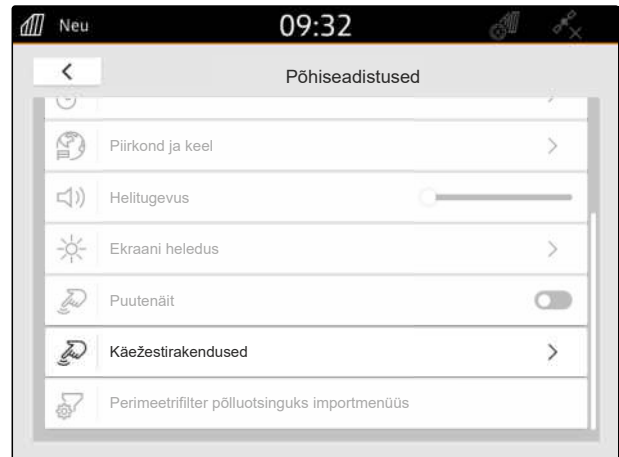 Neu 09:32
Põhiseadistused
Piirkond ja keel
Helitugevus
Ekraani heledus
Puutenäit
Käežestirakendused
Perimeetrifilter põlluotsinguks importmenüüs